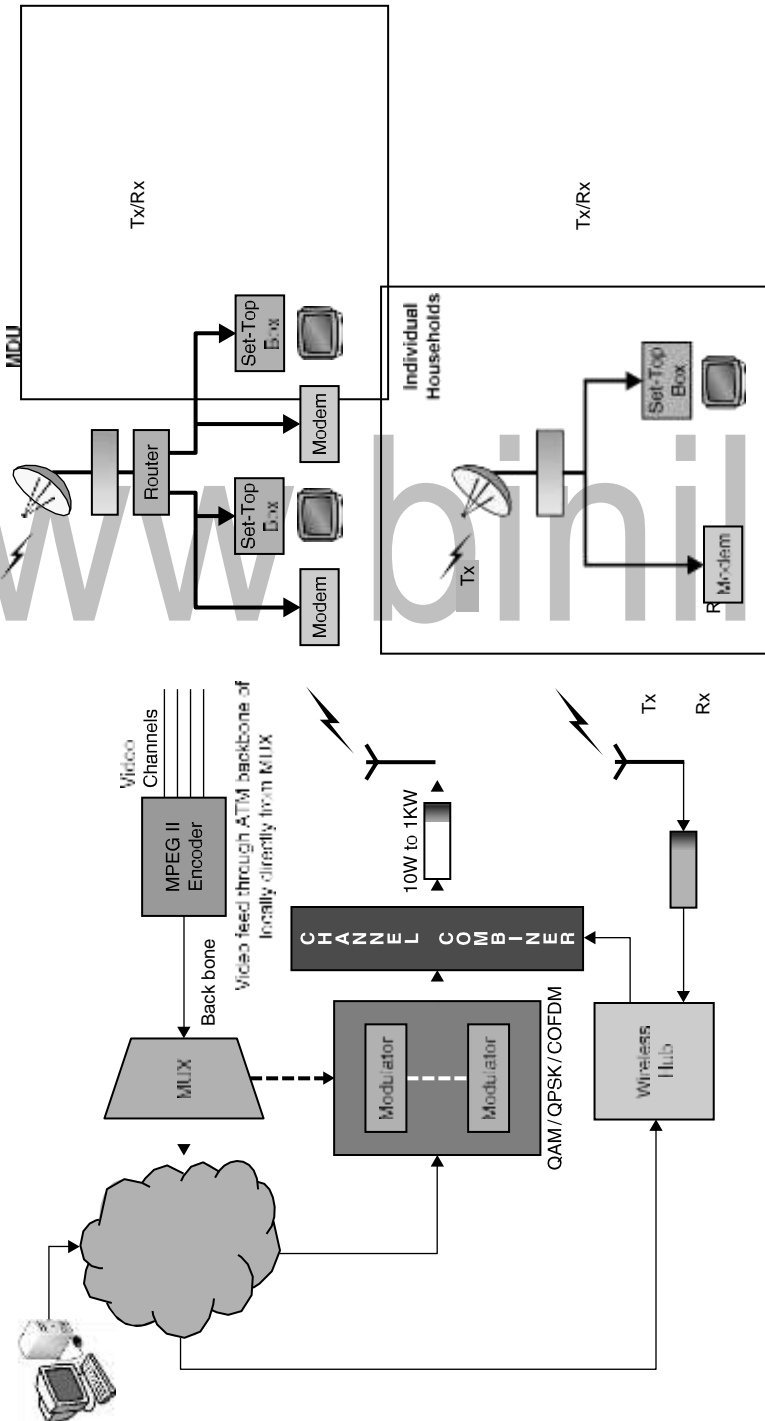 MDU
Tx/Rx
Router
Set-Top
Box
Set-Top
Box
Modem
Modem
Individual
Households
Tx/Rx
Tx
Set-Top
Box
R
Modem
www binil
Video
Channels
MPEG II
Encoder
Video feed through ATM backbone of
locally directly from MUX
Back bone
MUX
10W to 1KW
CHANNEL COMBINER
Modulator
Modulator
QAM / QPSK / COFDM
Wireless
Hub
Tx
Rx